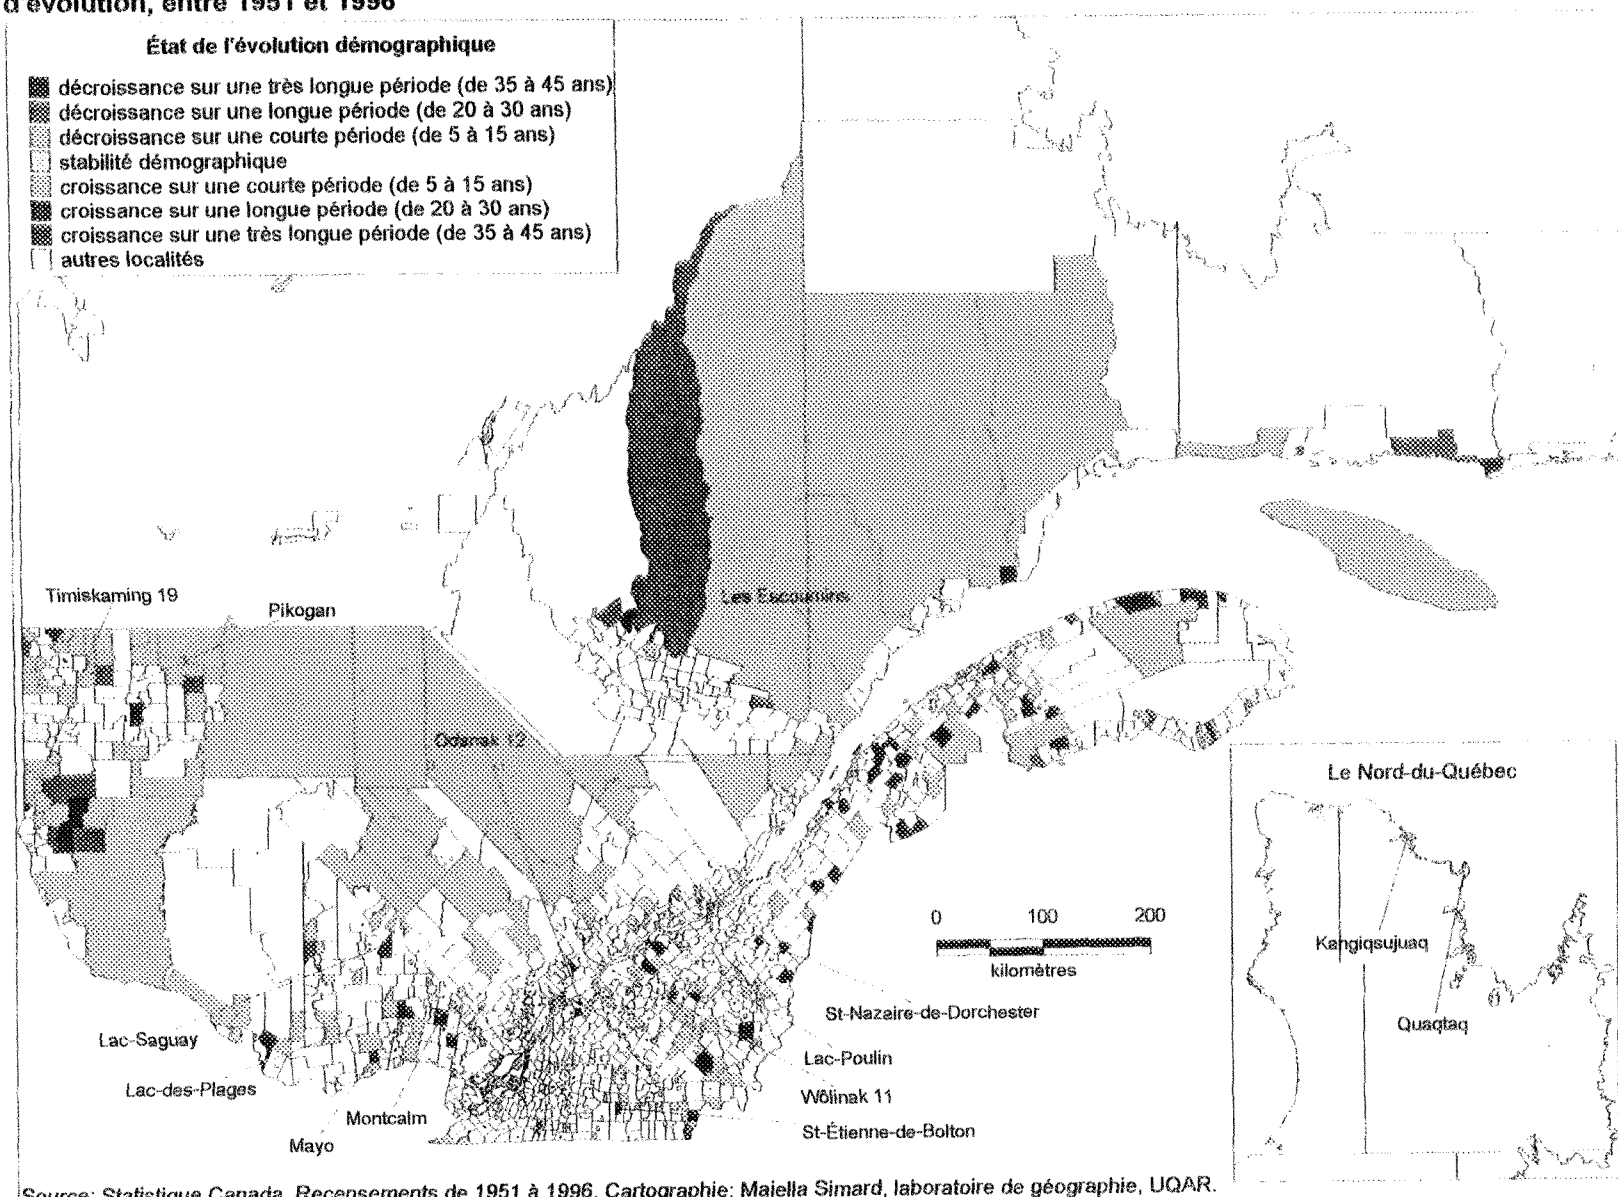 d'évolution, entre 1951 et 1996
État de l'évolution démographique
décroissance sur une très longue période (de 35 à 45 ans)
décroissance sur une longue période (de 20 à 30 ans)
décroissance sur une courte période (de 5 à 15 ans)
stabilité démographique
croissance sur une courte période (de 5 à 15 ans)
croissance sur une longue période (de 20 à 30 ans)
croissance sur une très longue période (de 35 à 45 ans)
autres localités
Timiskaming 19
Pikogan
Les Escoumins
Odanak 12
Le Nord-du-Québec
Kangiqsujuaq
Quaqtaq
0 100 200
kilomètres
St-Nazaire-de-Dorchester
Lac-Saguay
Lac-Poulin
Lac-des-Plages
Wôlinak 11
Montcalm
St-Étienne-de-Bolton
Mayo
Source: Statistique Canada, Recensements de 1951 à 1996. Cartographie: Majella Simard, laboratoire de géographie, UQAR.